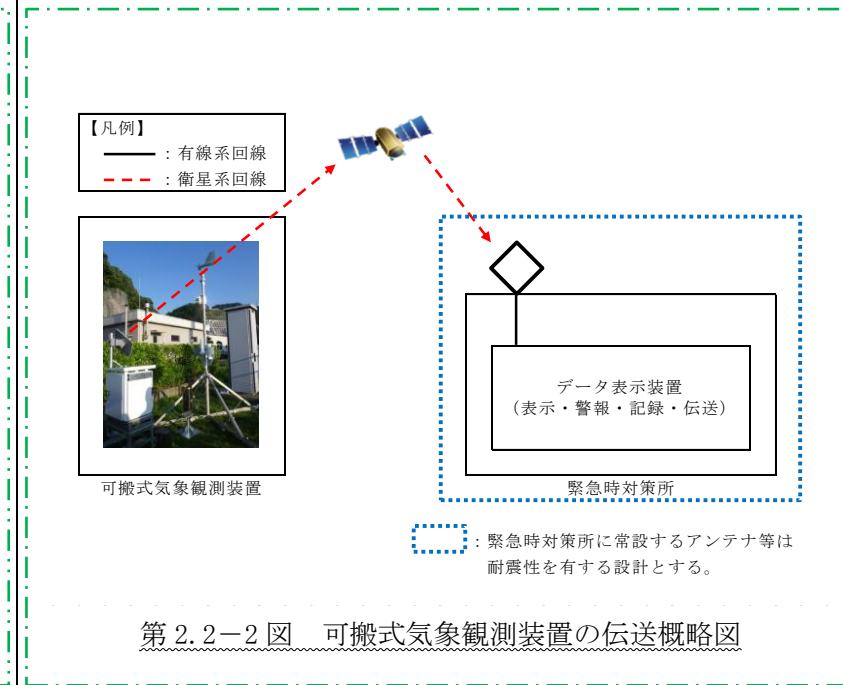 【凡例】
：有線系回線
：衛星系回線
データ表示装置
（表示・警報・記録・伝送）
可搬式気象観測装置
緊急時対策所
：緊急時対策所に常設するアンテナ等は
耐震性を有する設計とする。
第2.2－2図　可搬式気象観測装置の伝送概略図